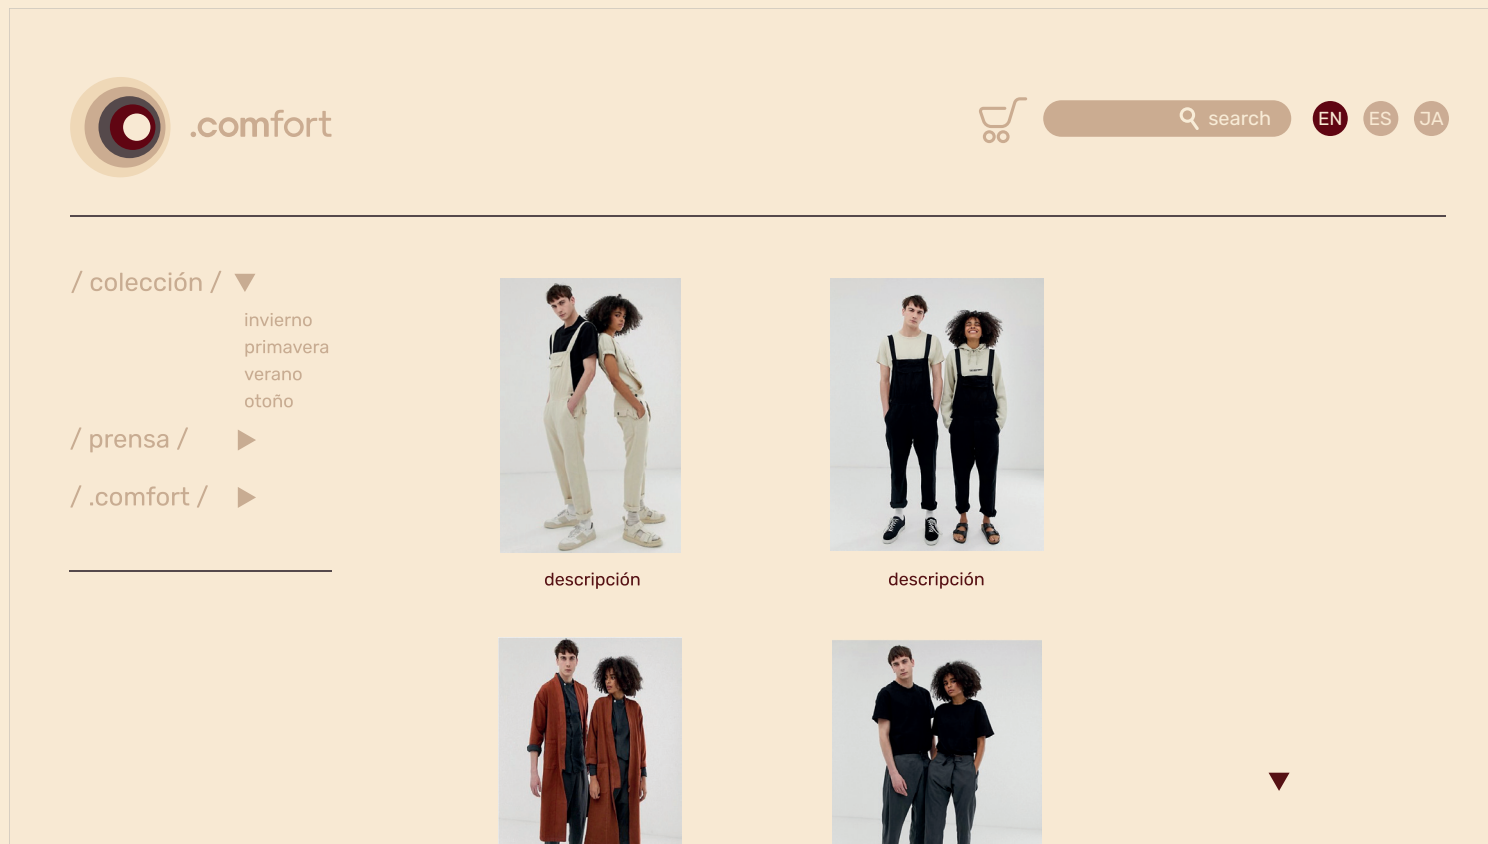 .comfort
search
EN
ES
JA
/ colección /
invierno
primavera
verano
otoño
/ prensa /
/ .comfort /
descripción
descripción